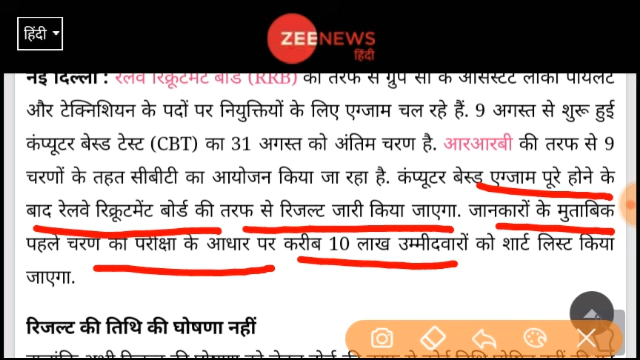 हिंदी
ZEENEWS
हिंदी
नई दिल्ली : रेलवे रिक्रूटमेंट बोर्ड (RRB) की तरफ से ग्रुप सी के असिस्टेंट लोको पायलट
और टेक्निशियन के पदों पर नियुक्तियों के लिए एग्जाम चल रहे हैं. 9 अगस्त से शुरू हुई
कंप्यूटर बेस्ड टेस्ट (CBT) का 31 अगस्त को अंतिम चरण है. आरआरबी की तरफ से 9
चरणों के तहत सीबीटी का आयोजन किया जा रहा है. कंप्यूटर बेस्ड एग्जाम पूरे होने के
बाद रेलवे रिक्रूटमेंट बोर्ड की तरफ से रिजल्ट जारी किया जाएगा. जानकारों के मुताबिक
पहले चरण की परीक्षा के आधार पर करीब 10 लाख उम्मीदवारों को शार्ट लिस्ट किया
जाएगा.
रिजल्ट की तिथि की घोषणा नहीं